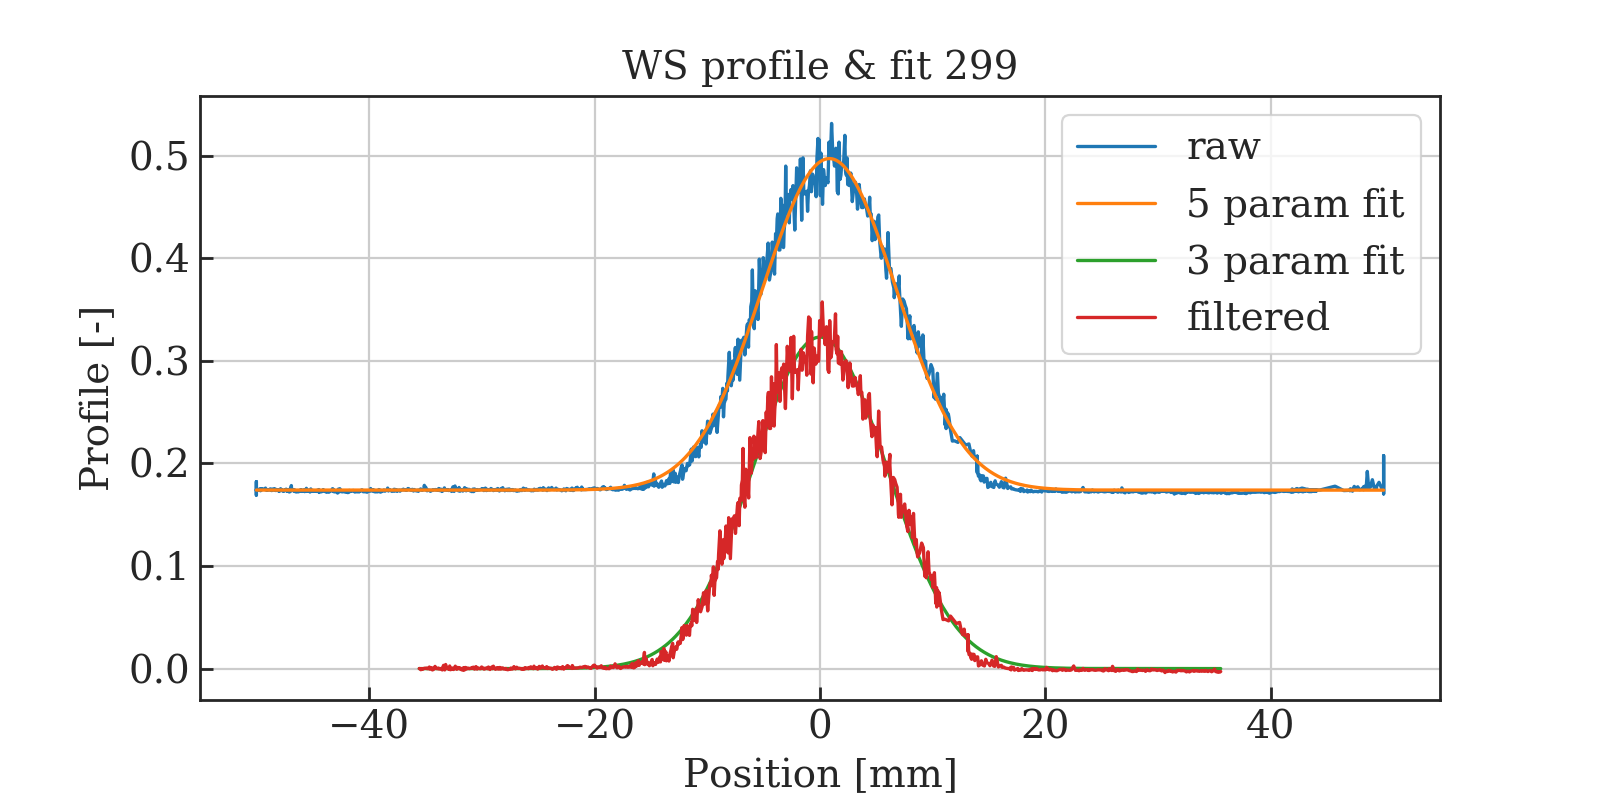 WS profile & fit 299
Profile [-]
0.5
0.4
0.3
0.2
0.1
0.0
raw
5 param fit
3 param fit
filtered
−40 −20 0 20 40
Position [mm]